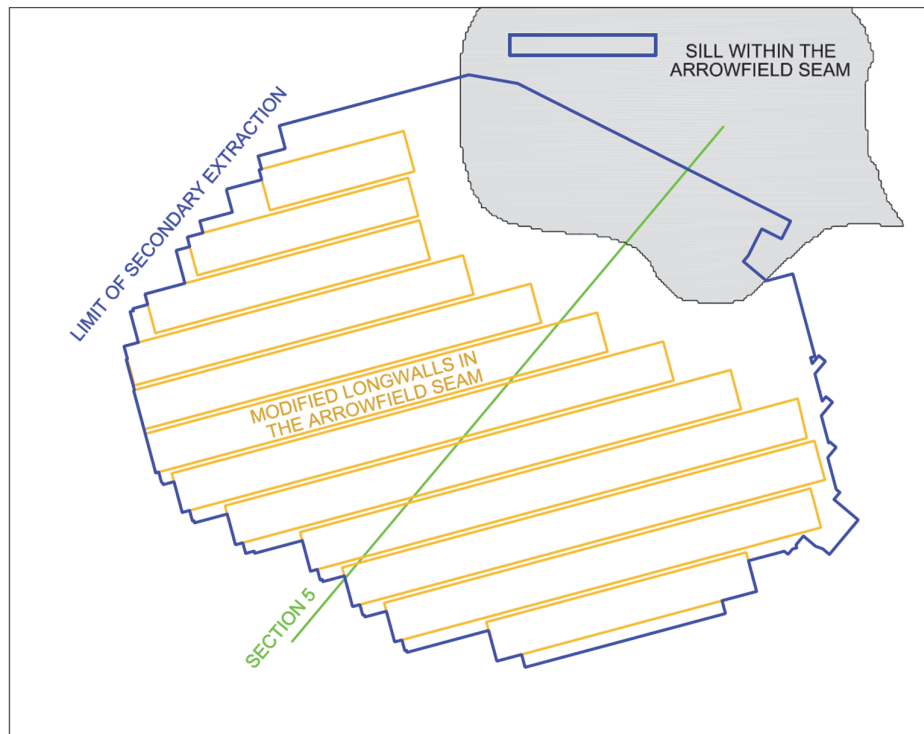 SILL WITHIN THE
ARROWFIELD SEAM
LIMIT OF SECONDARY EXTRACTION
MODIFIED LONGWALLS IN
THE ARROWFIELD SEAM
SECTION 5